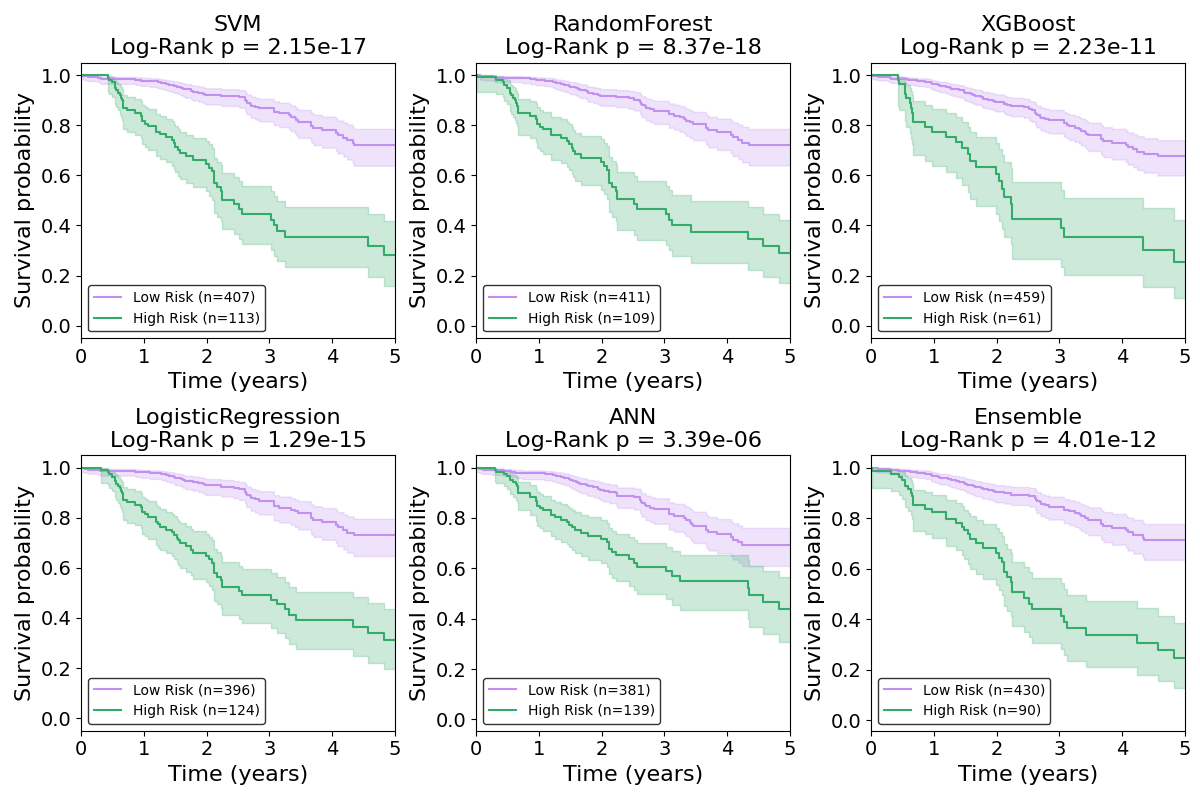 SVM
Log-Rank p = 2.15e-17
Survival probability
1.0
0.8
0.6
0.4
0.2
0.0
Low Risk (n=407)
High Risk (n=113)
0 1 2 3 4 5
Time (years)
RandomForest
Log-Rank p = 8.37e-18
Survival probability
1.0
0.8
0.6
0.4
0.2
0.0
Low Risk (n=411)
High Risk (n=109)
0 1 2 3 4 5
Time (years)
XGBoost
Log-Rank p = 2.23e-11
Survival probability
1.0
0.8
0.6
0.4
0.2
0.0
Low Risk (n=459)
High Risk (n=61)
0 1 2 3 4 5
Time (years)
LogisticRegression
Log-Rank p = 1.29e-15
Survival probability
1.0
0.8
0.6
0.4
0.2
0.0
Low Risk (n=396)
High Risk (n=124)
0 1 2 3 4 5
Time (years)
ANN
Log-Rank p = 3.39e-06
Survival probability
1.0
0.8
0.6
0.4
0.2
0.0
Low Risk (n=381)
High Risk (n=139)
0 1 2 3 4 5
Time (years)
Ensemble
Log-Rank p = 4.01e-12
Survival probability
1.0
0.8
0.6
0.4
0.2
0.0
Low Risk (n=430)
High Risk (n=90)
0 1 2 3 4 5
Time (years)